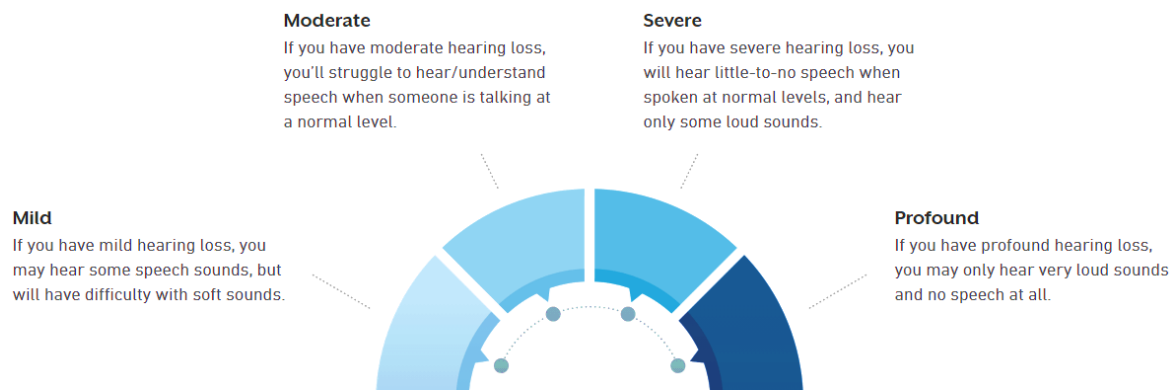 Moderate
If you have moderate hearing loss,
you'll struggle to hear/understand
speech when someone is talking at
a normal level.
Severe
If you have severe hearing loss, you
will hear little-to-no speech when
spoken at normal levels, and hear
only some loud sounds.
Mild
If you have mild hearing loss, you
may hear some speech sounds, but
will have difficulty with soft sounds.
Profound
If you have profound hearing loss,
you may only hear very loud sounds
and no speech at all.